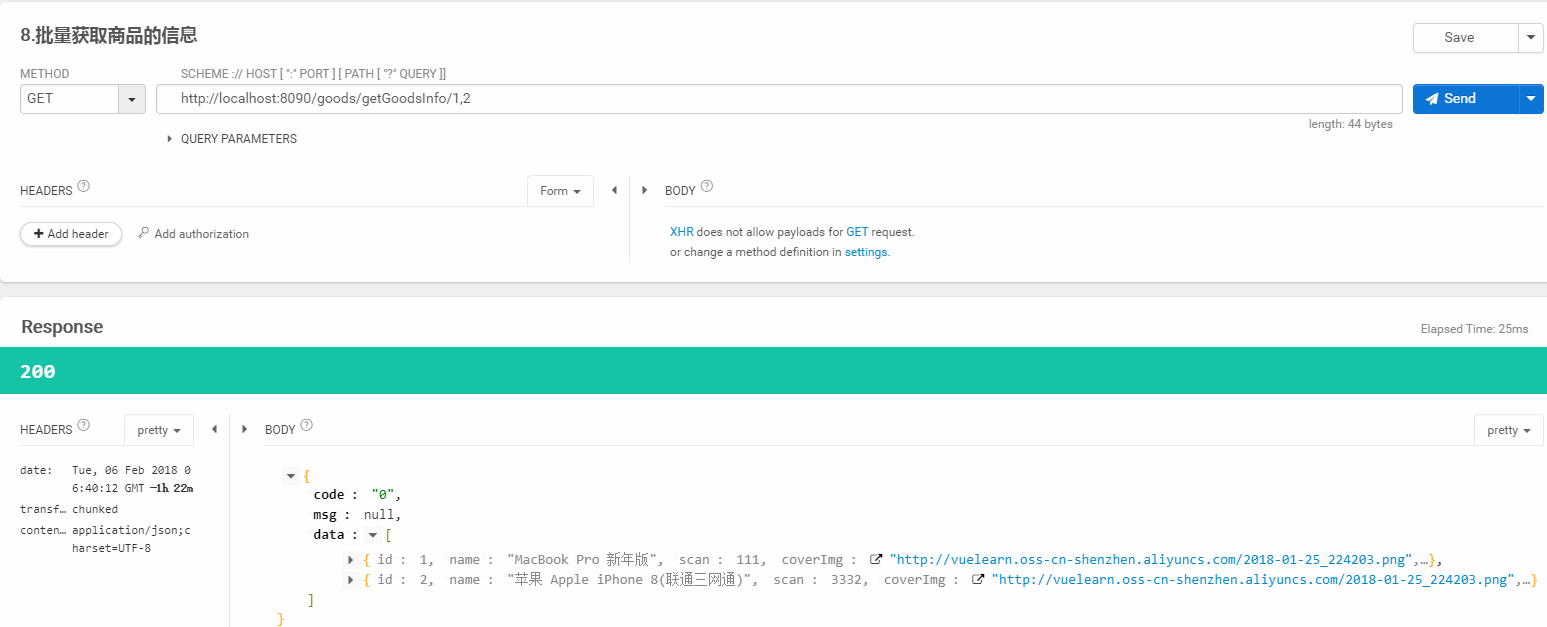 8.批量获取商品的信息
Save
METHOD
SCHEME :// HOST [ ":" PORT ] [ PATH [ "?" QUERY ]]
GET
http://localhost:8090/goods/getGoodsInfo/1,2
Send
length: 44 bytes
QUERY PARAMETERS
HEADERS ?
Form
BODY ?
Add header
Add authorization
XHR does not allow payloads for GET request.
or change a method definition in settings.
Response
Elapsed Time: 25ms
200
HEADERS ?
pretty
BODY ?
pretty
date: Tue, 06 Feb 2018 0
6:40:12 GMT -1h 22m
transf… chunked
conten… application/json;c
harset=UTF-8
{
code : "0",
msg : null,
data : [
{ id : 1, name : "MacBook Pro 新年版", scan : 111, coverImg : "http://vuelearn.oss-cn-shenzhen.aliyuncs.com/2018-01-25_224203.png",…},
{ id : 2, name : "苹果 Apple iPhone 8(联通三网通)", scan : 3332, coverImg : "http://vuelearn.oss-cn-shenzhen.aliyuncs.com/2018-01-25_224203.png",…}
]
}